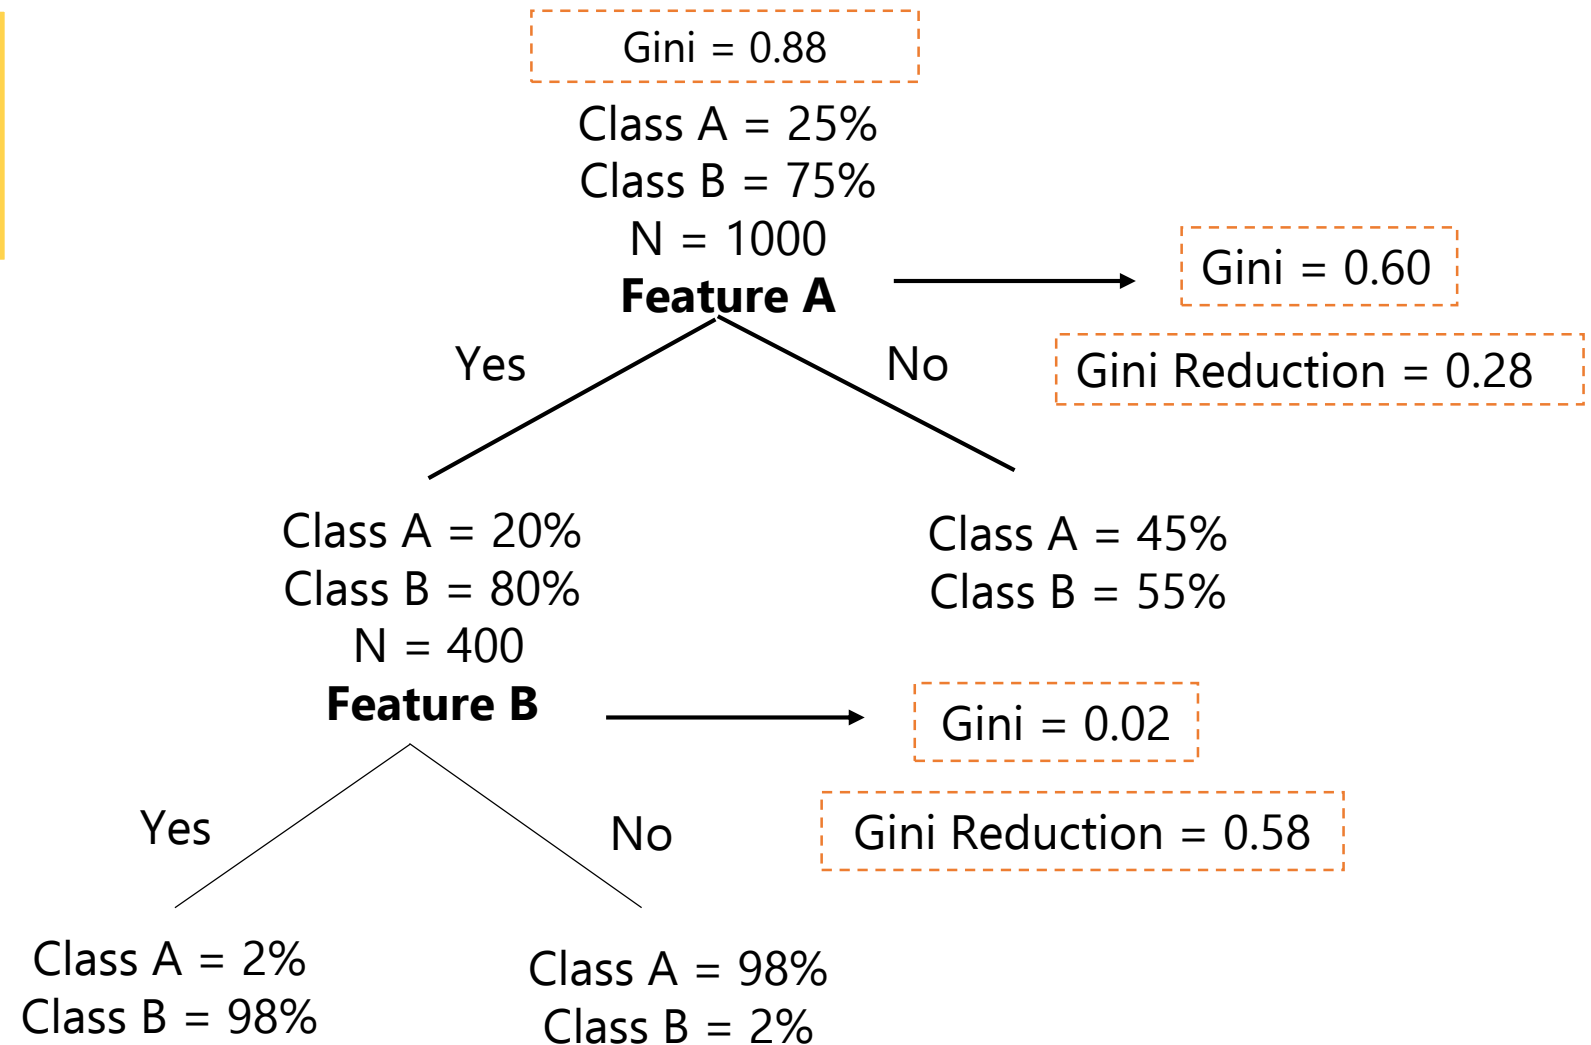 Gini = 0.88
Class A = 25%
Class B = 75%
N = 1000
Feature A
Gini = 0.60
Gini Reduction = 0.28
Yes
No
Class A = 20%
Class B = 80%
N = 400
Feature B
Class A = 45%
Class B = 55%
Gini = 0.02
Gini Reduction = 0.58
Yes
No
Class A = 2%
Class B = 98%
Class A = 98%
Class B = 2%